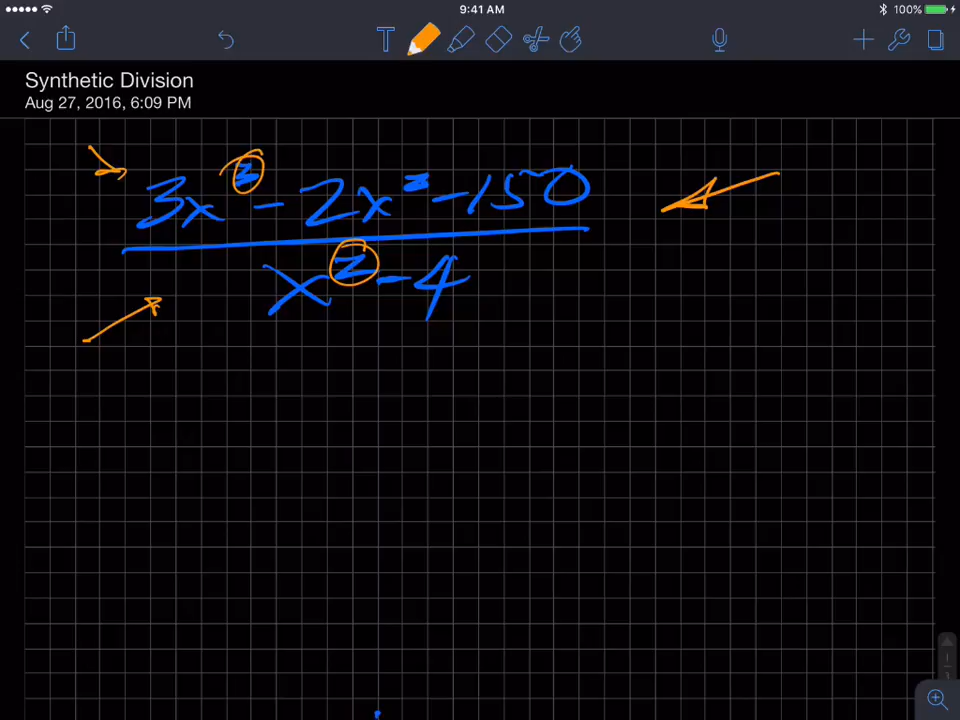 9:41 AM
100%
T
Synthetic Division
Aug 27, 2016, 6:09 PM
3x³ - 2x² - 150
x² - 4